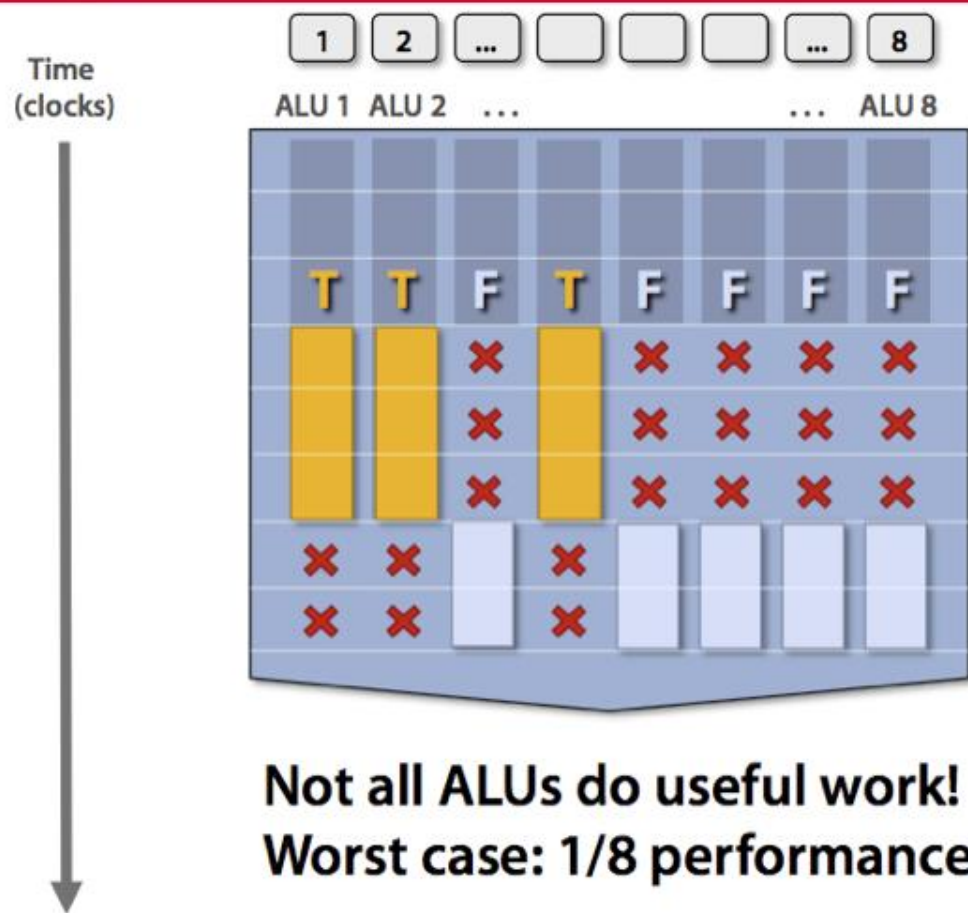 1 2 ... ... 8
Time
(clocks)
ALU 1 ALU 2 ... ... ALU 8
T T F T F F F F
Not all ALUs do useful work!
Worst case: 1/8 performance